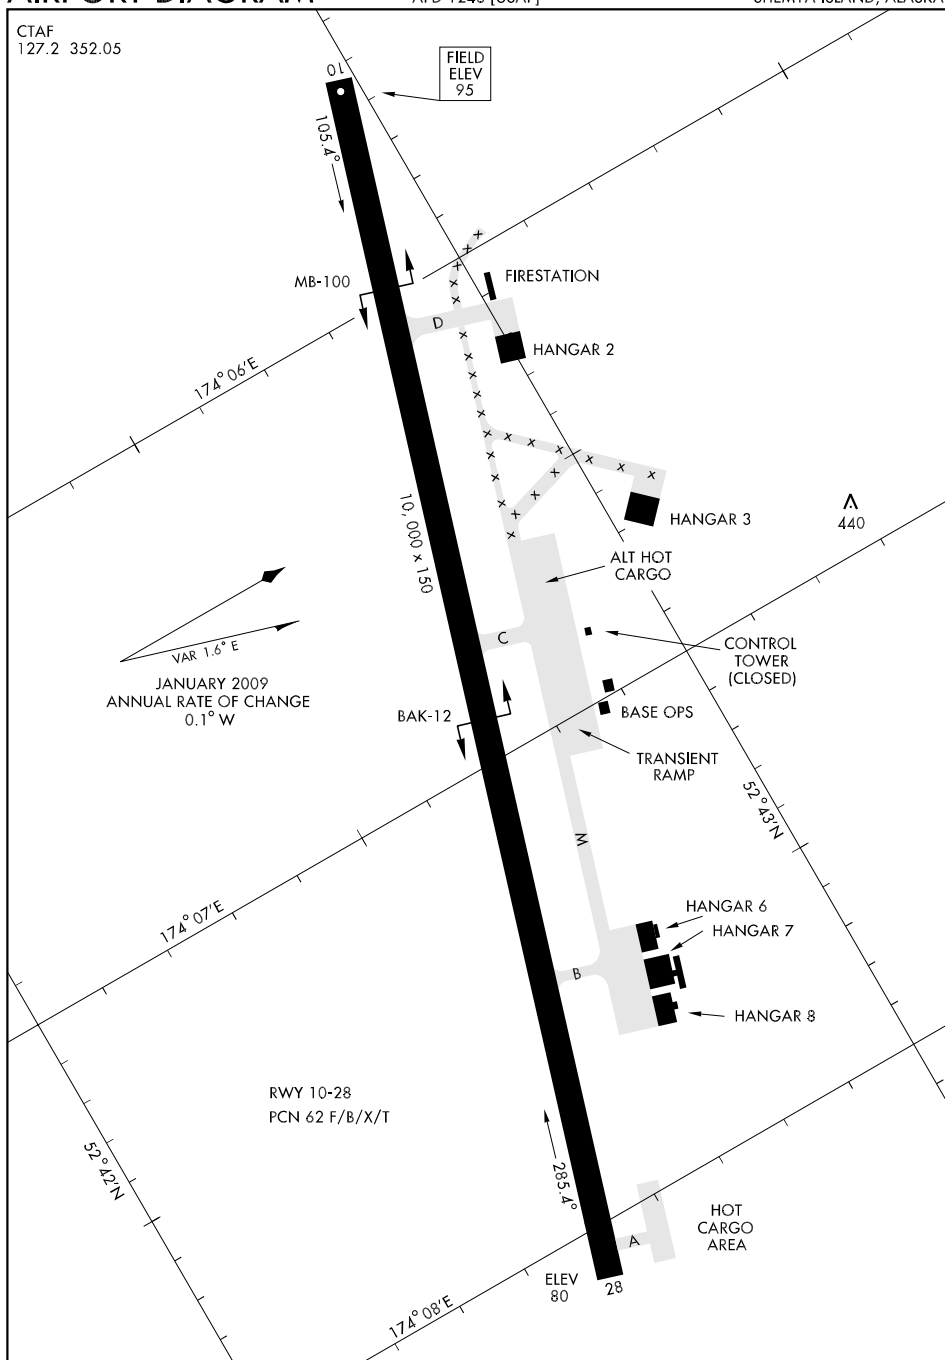 CTAF
127.2 352.05
FIELD
ELEV
95
10
105.4°
MB-100
FIRESTATION
D
HANGAR 2
174°06'E
HANGAR 3
440
10,000 x 150
ALT HOT
CARGO
C
CONTROL
TOWER
(CLOSED)
VAR 1.6° E
JANUARY 2009
ANNUAL RATE OF CHANGE
0.1° W
BAK-12
BASE OPS
TRANSIENT
RAMP
52°43'N
M
174°07'E
HANGAR 6
HANGAR 7
B
HANGAR 8
RWY 10-28
PCN 62 F/B/X/T
52°42'N
285.4°
HOT
CARGO
AREA
A
ELEV
80
28
174°08'E